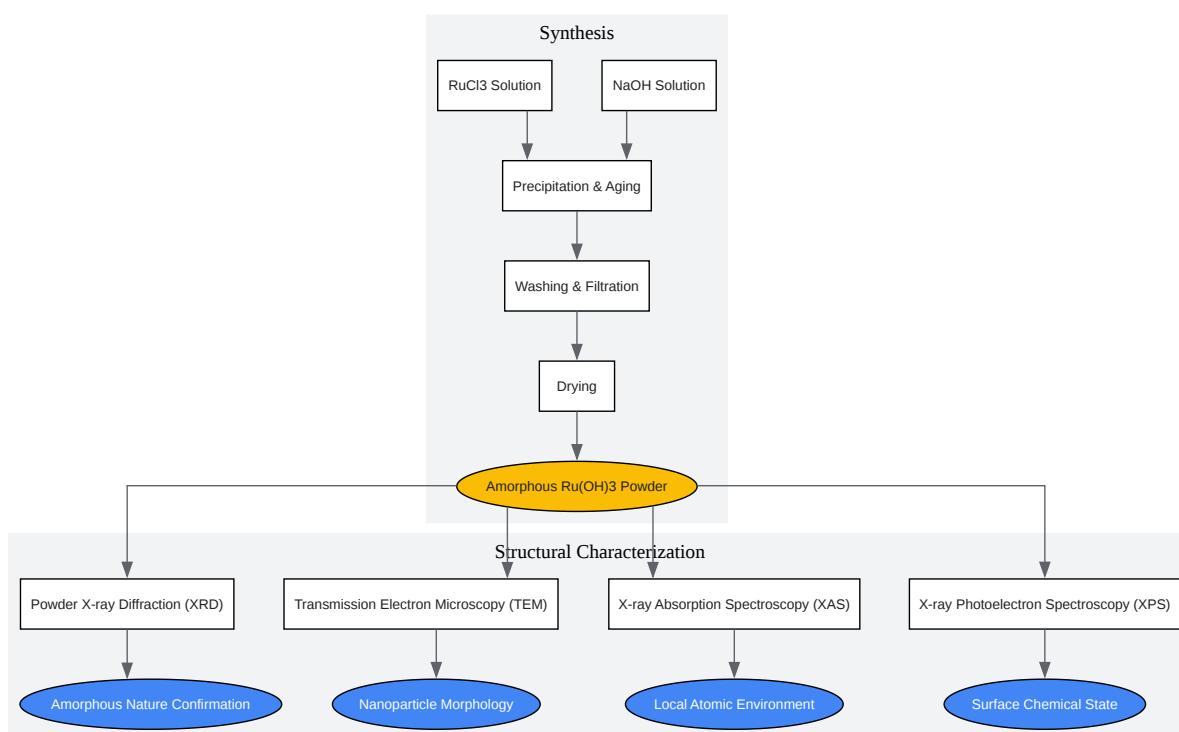 Synthesis
RuCl3 Solution
NaOH Solution
Precipitation & Aging
Washing & Filtration
Drying
Amorphous Ru(OH)3 Powder
Structural Characterization
Powder X-ray Diffraction (XRD)
Transmission Electron Microscopy (TEM)
X-ray Absorption Spectroscopy (XAS)
X-ray Photoelectron Spectroscopy (XPS)
Amorphous Nature Confirmation
Nanoparticle Morphology
Local Atomic Environment
Surface Chemical State